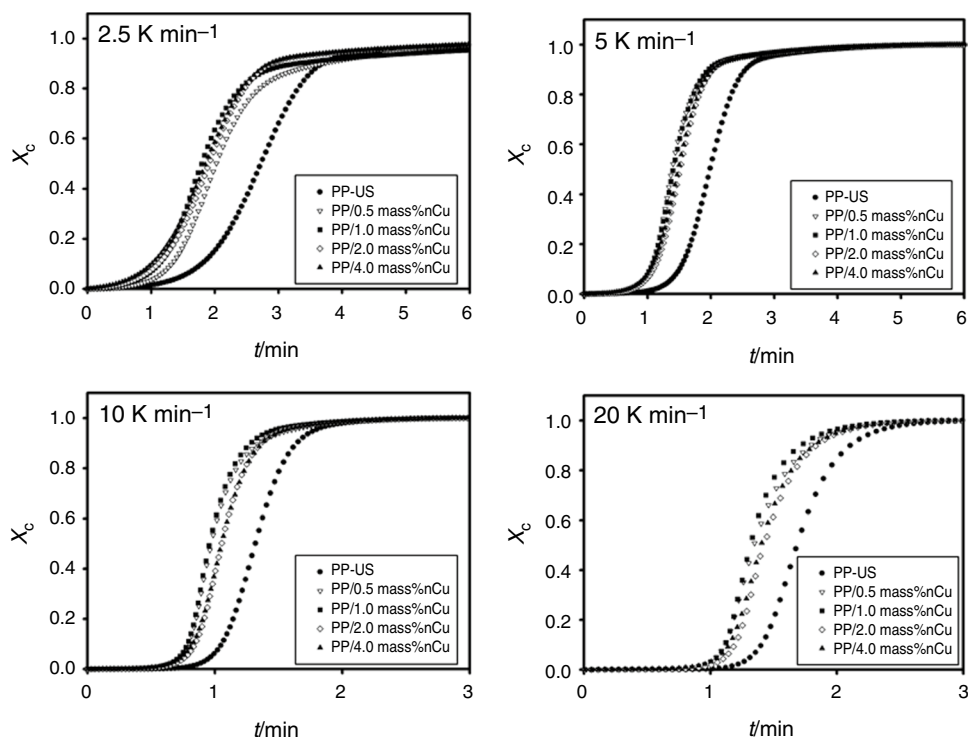 2.5 K min–1
1.0
0.8
0.6
0.4
0.2
0.0
Xc
PP-US
PP/0.5 mass%nCu
PP/1.0 mass%nCu
PP/2.0 mass%nCu
PP/4.0 mass%nCu
0 1 2 3 4 5 6
t/min
5 K min–1
1.0
0.8
0.6
0.4
0.2
0.0
Xc
PP-US
PP/0.5 mass%nCu
PP/1.0 mass%nCu
PP/2.0 mass%nCu
PP/4.0 mass%nCu
0 1 2 3 4 5 6
t/min
10 K min–1
1.0
0.8
0.6
0.4
0.2
0.0
Xc
PP-US
PP/0.5 mass%nCu
PP/1.0 mass%nCu
PP/2.0 mass%nCu
PP/4.0 mass%nCu
0 1 2 3
t/min
20 K min–1
1.0
0.8
0.6
0.4
0.2
0.0
Xc
PP-US
PP/0.5 mass%nCu
PP/1.0 mass%nCu
PP/2.0 mass%nCu
PP/4.0 mass%nCu
0 1 2 3
t/min